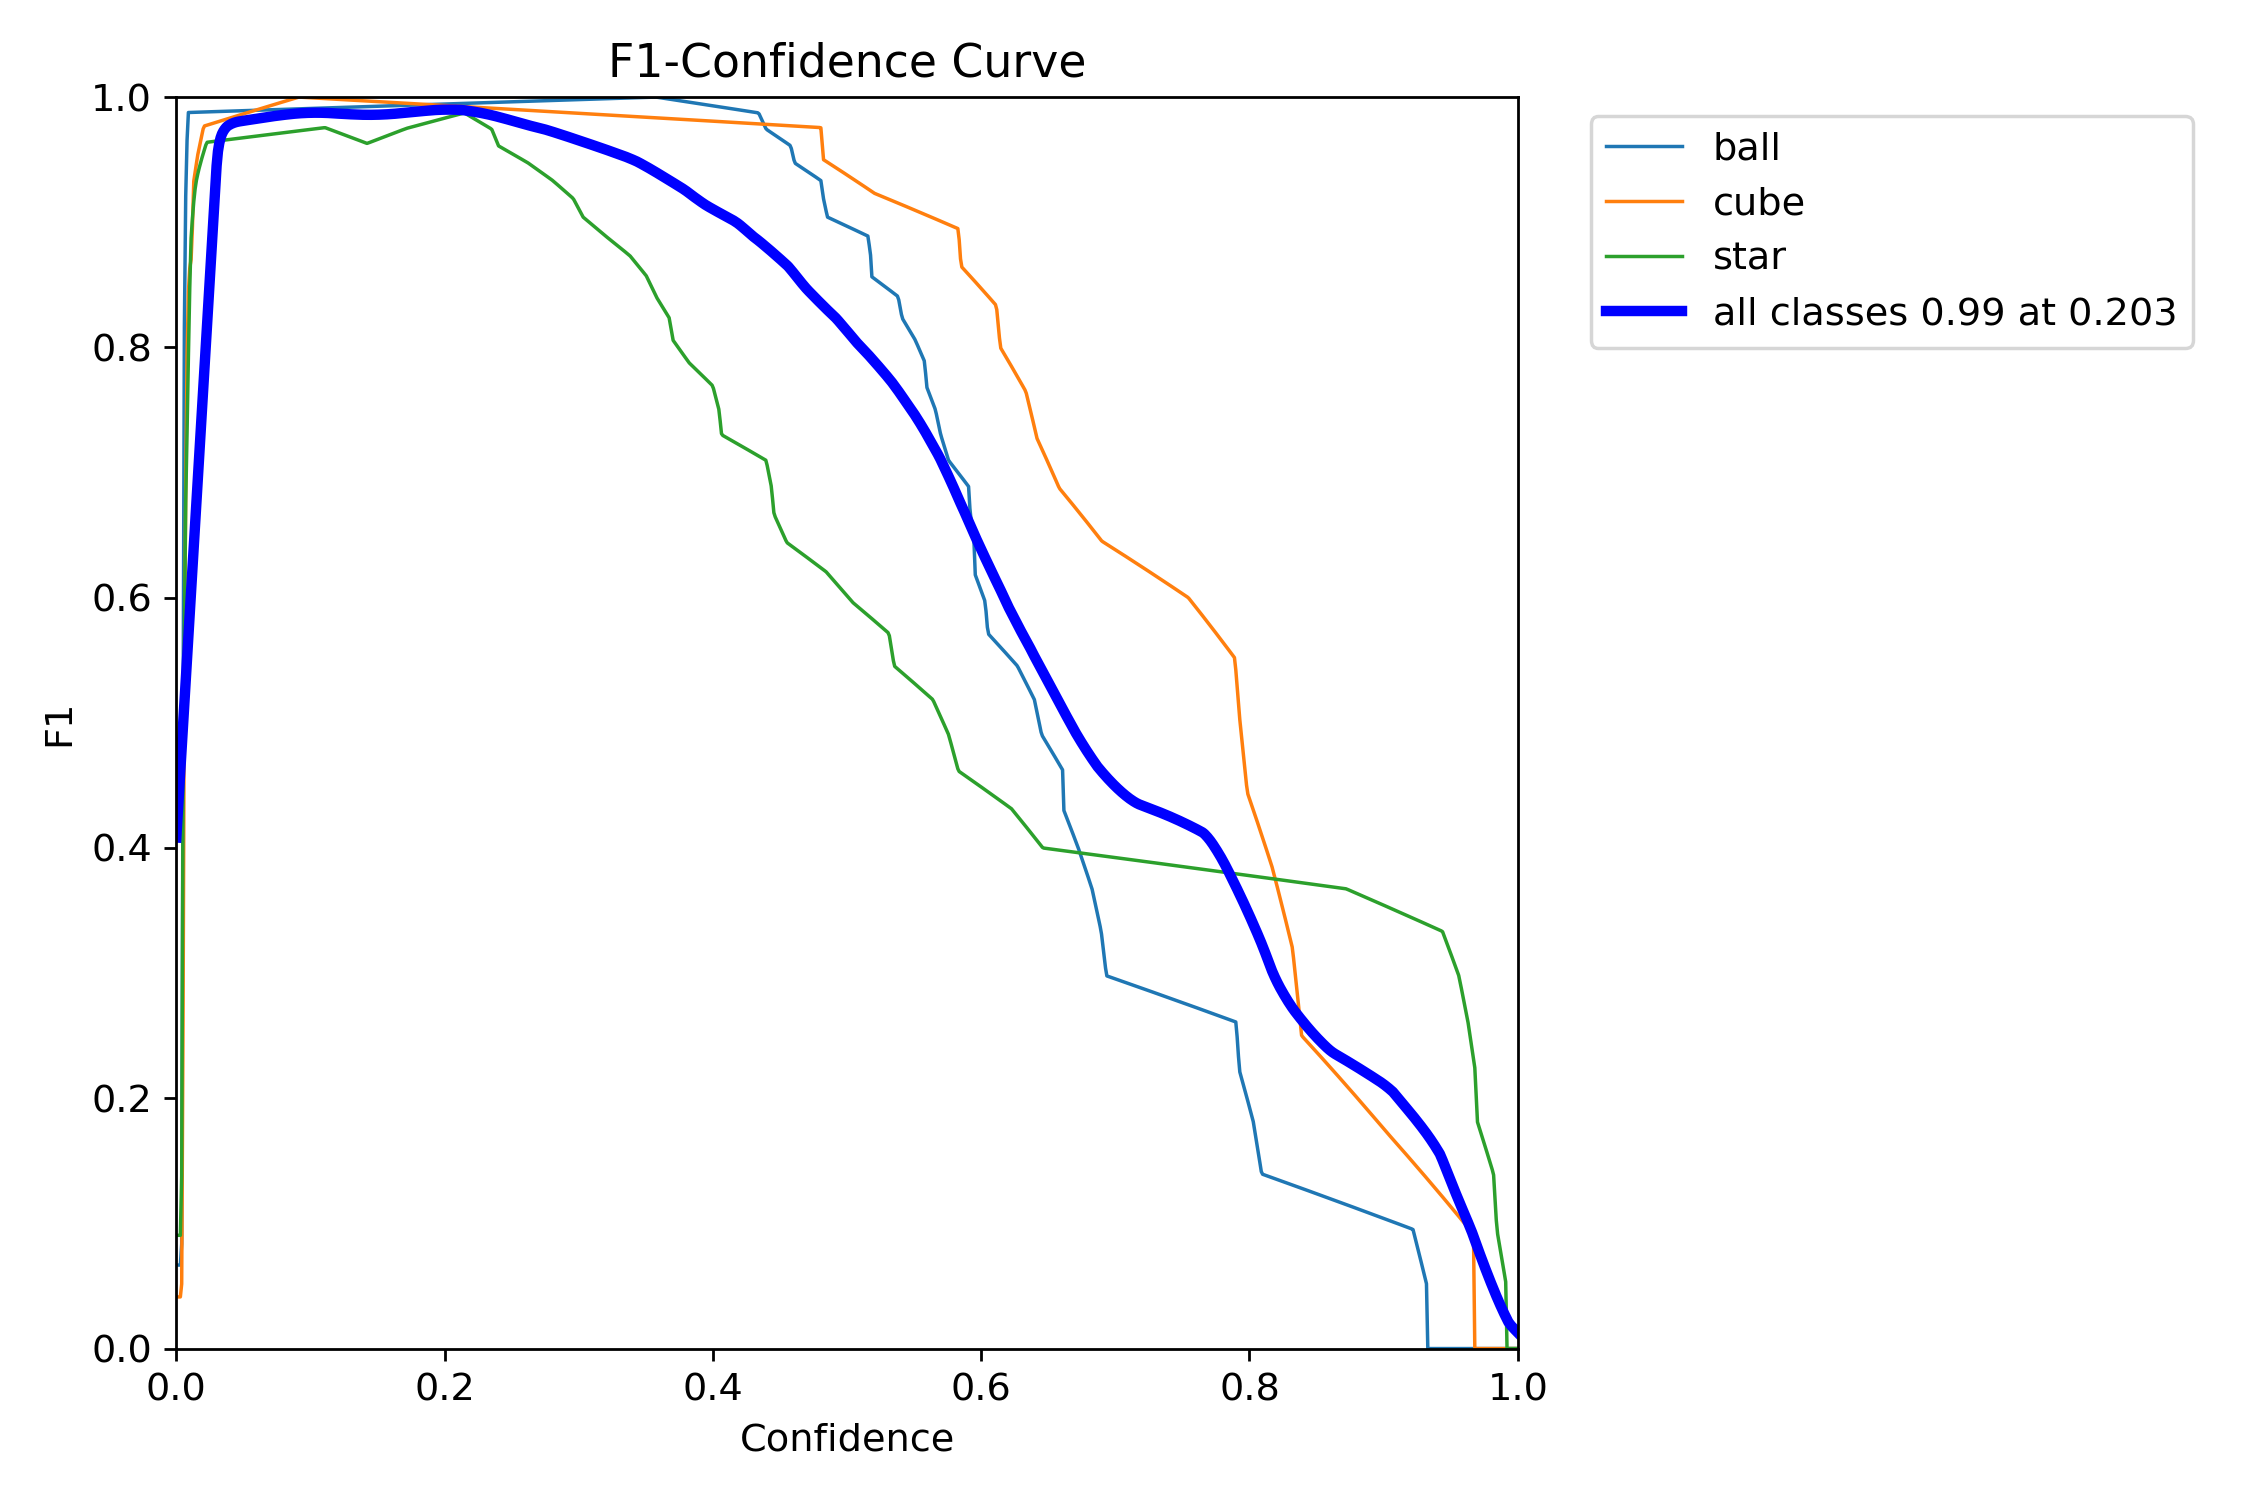 F1-Confidence Curve
1.0
0.8
0.6
0.4
0.2
0.0
F1
0.0 0.2 0.4 0.6 0.8 1.0
Confidence
ball
cube
star
all classes 0.99 at 0.203